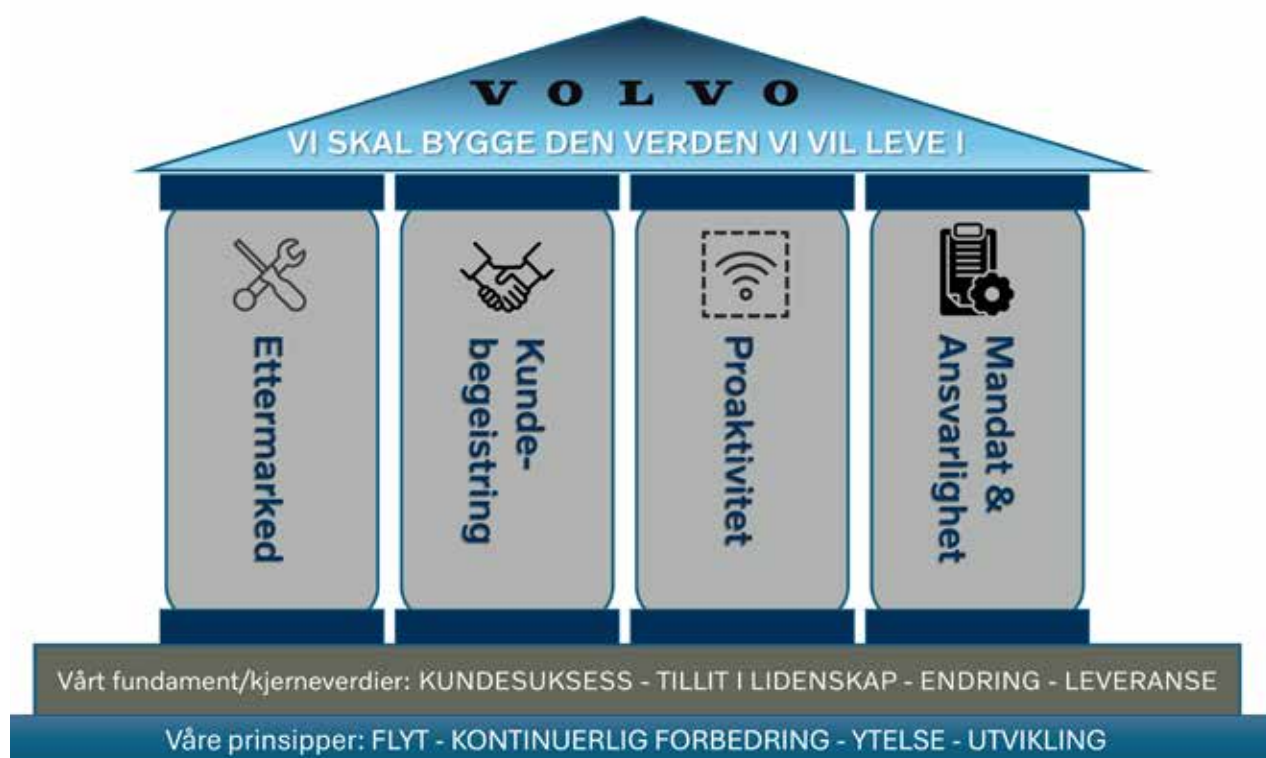 VOLVO
VI SKAL BYGGE DEN VERDEN VI VIL LEVE I
Ettermarked
Kunde-
begeistring
Proaktivitet
Mandat &
Ansvarlighet
Vårt fundament/kjerneverdier: KUNDESUKSESS - TILLIT I LIDENSKAP - ENDRING - LEVERANSE
Våre prinsipper: FLYT - KONTINUERLIG FORBEDRING - YTELSE - UTVIKLING